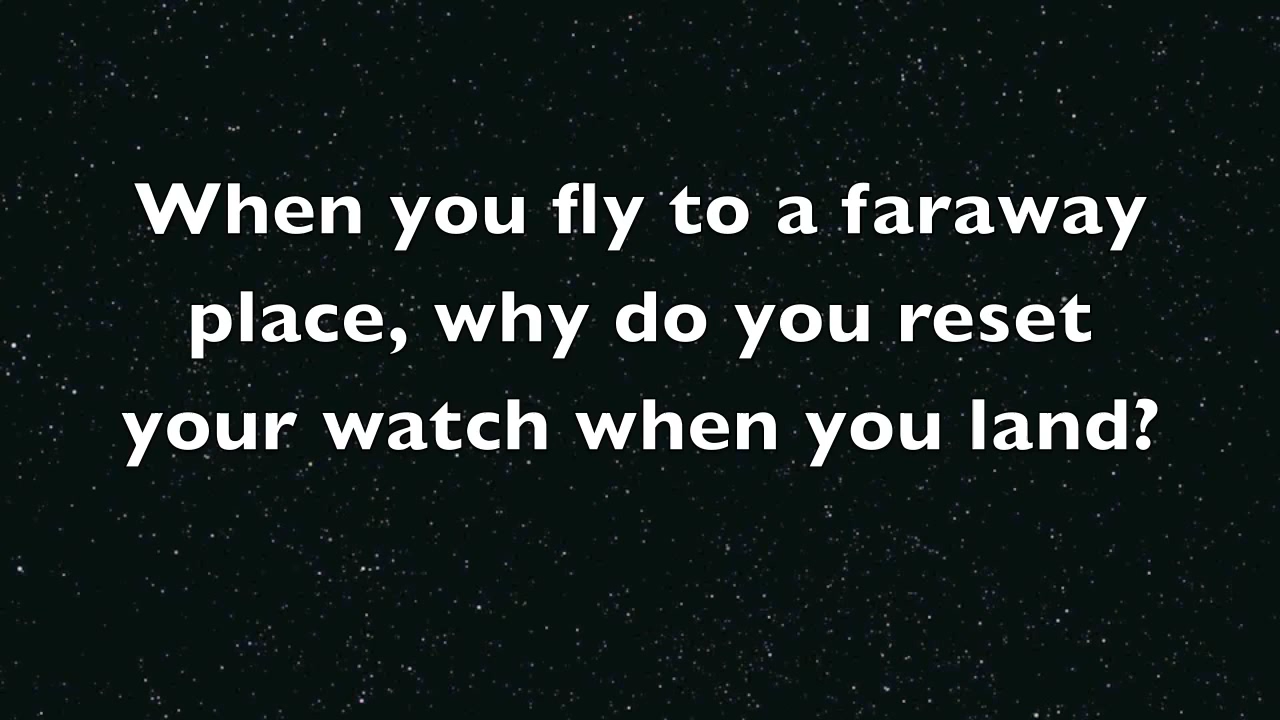 When you fly to a faraway
place, why do you reset
your watch when you land?